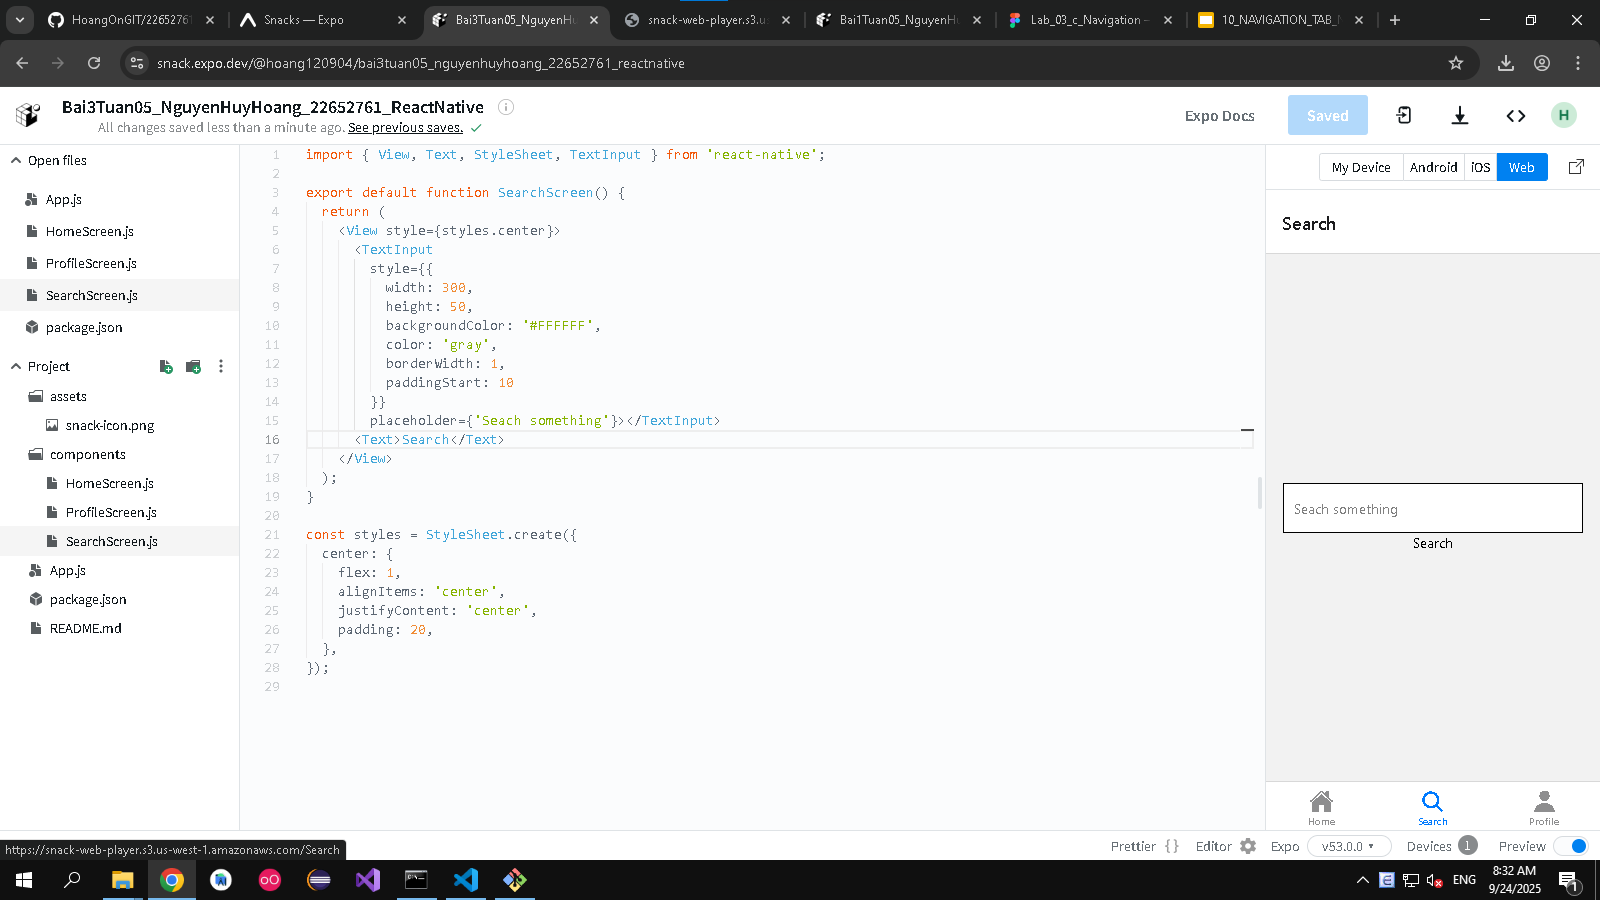 HoangOnGIT/22652761
Snacks — Expo
Bai3Tuan05_NguyenHu
snack-web-player.s3.us
Bai1Tuan05_NguyenHu
Lab_03_c_Navigation –
10_NAVIGATION_TAB_
snack.expo.dev/@hoang120904/bai3tuan05_nguyenhuyhoang_22652761_reactnative
Bai3Tuan05_NguyenHuyHoang_22652761_ReactNative
All changes saved less than a minute ago. See previous saves.
Expo Docs
Saved
H
Open files
App.js
HomeScreen.js
ProfileScreen.js
SearchScreen.js
package.json
Project
assets
snack-icon.png
components
HomeScreen.js
ProfileScreen.js
SearchScreen.js
App.js
package.json
README.md
1 import { View, Text, StyleSheet, TextInput } from 'react-native';
2
3 export default function SearchScreen() {
4 return (
5 <View style={styles.center}>
6 <TextInput
7 style={{
8 width: 300,
9 height: 50,
10 backgroundColor: '#FFFFFF',
11 color: 'gray',
12 borderWidth: 1,
13 paddingStart: 10
14 }}
15 placeholder={'Seach something'}></TextInput>
16 <Text>Search</Text>
17 </View>
18 );
19 }
20
21 const styles = StyleSheet.create({
22 center: {
23 flex: 1,
24 alignItems: 'center',
25 justifyContent: 'center',
26 padding: 20,
27 },
28 });
29
My Device
Android
iOS
Web
Search
Seach something
Search
Home
Search
Profile
https://snack-web-player.s3.us-west-1.amazonaws.com/Search
Prettier {}
Editor
Expo
v53.0.0
Devices 1
Preview
ENG
8:32 AM
9/24/2025
1